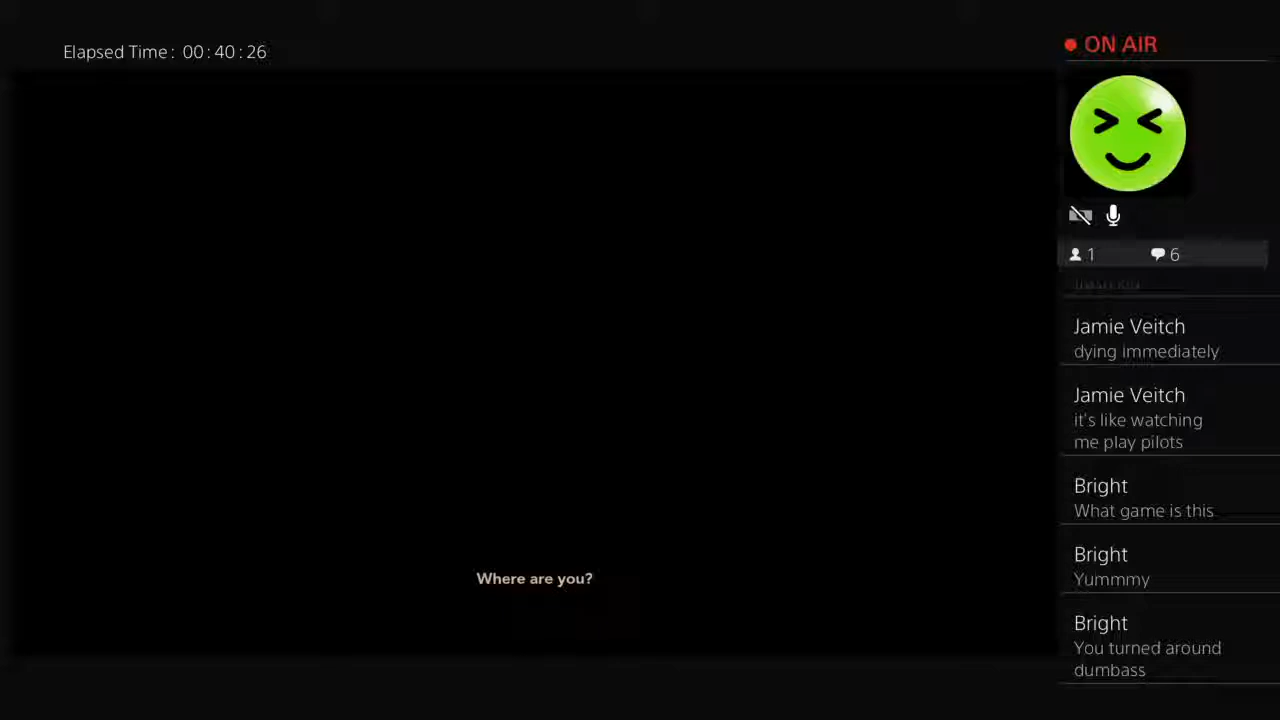 Elapsed Time: 00:40:26
ON AIR
1
6
Jamie Veitch
dying immediately
Jamie Veitch
it's like watching
me play pilots
Bright
What game is this
Bright
Yummmy
Bright
You turned around
dumbass
Where are you?